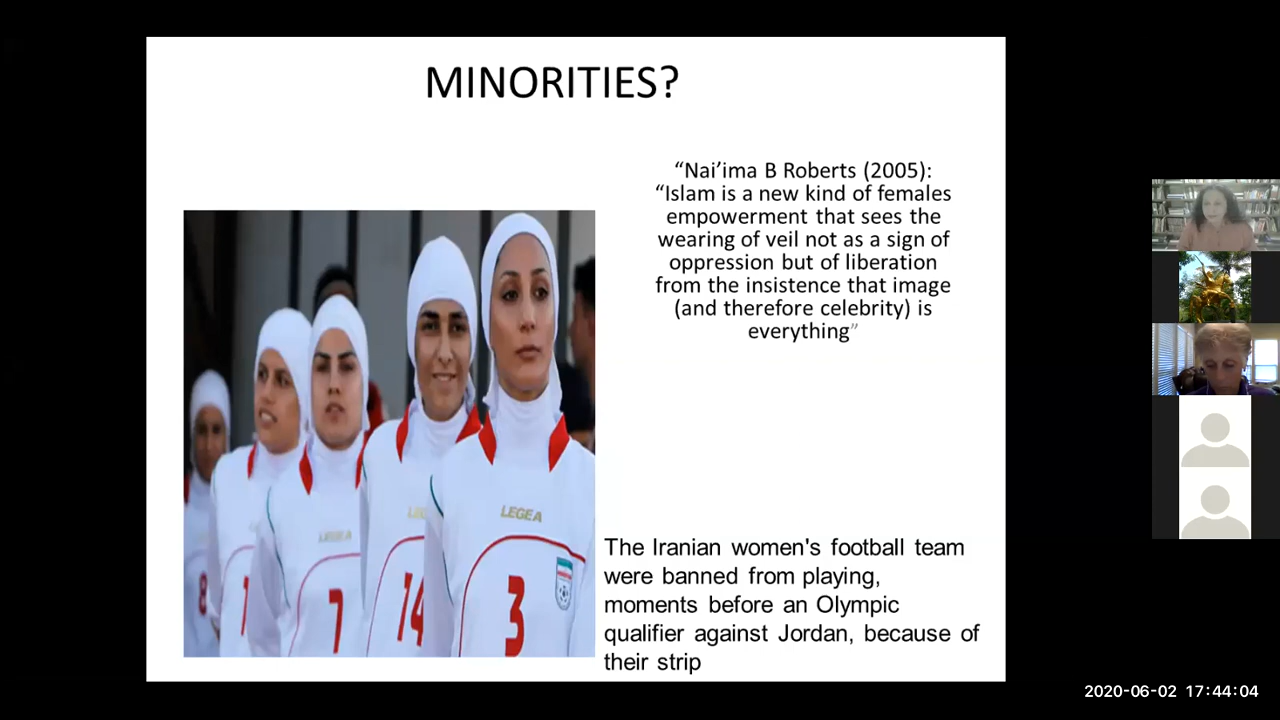 MINORITIES?
“Nai’ima B Roberts (2005):
“Islam is a new kind of females
empowerment that sees the
wearing of veil not as a sign of
oppression but of liberation
from the insistence that image
(and therefore celebrity) is
everything”
LEGEA
LEGEA
8
1
7
14
3
The Iranian women's football team
were banned from playing,
moments before an Olympic
qualifier against Jordan, because of
their strip
2020-06-02 17:44:04